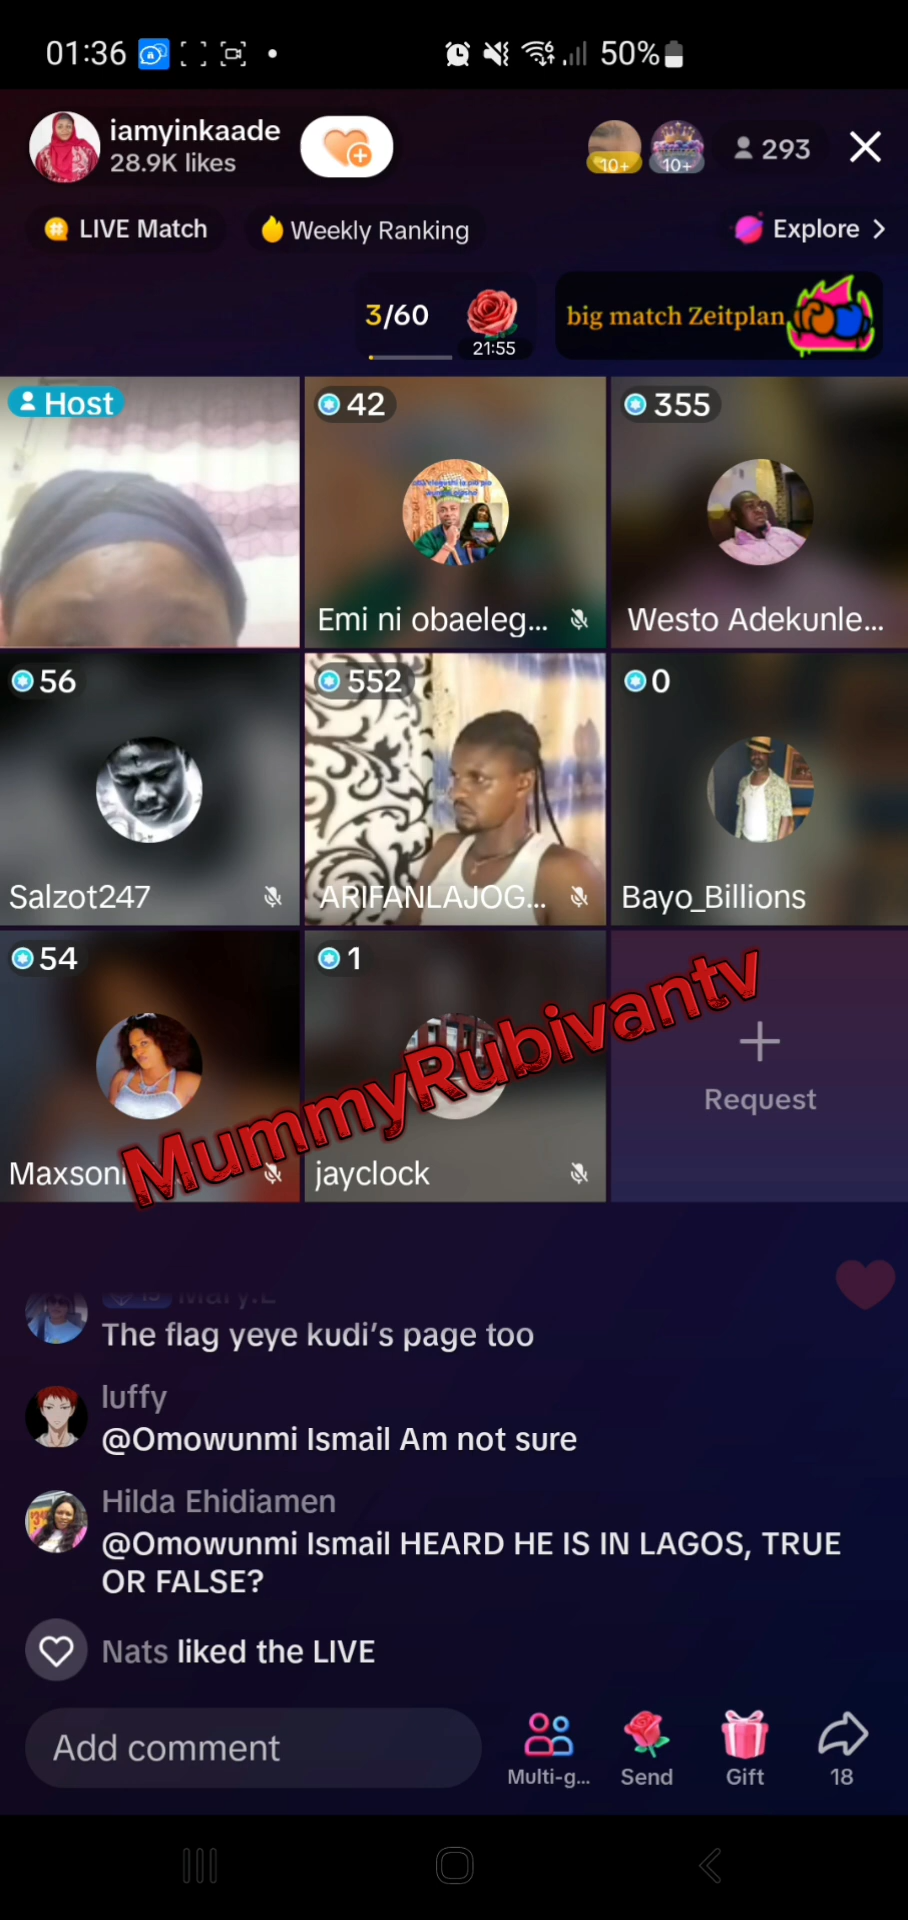 01:36
50%
iamyinkaade
28.9K likes
10+
10+
293
LIVE Match
Weekly Ranking
Explore
3/60
21:55
big match Zeitplan
Host
42
355
Emi ni obaeleg...
Westo Adekunle...
56
552
0
Salzot247
ARIFANLAJOG...
Bayo_Billions
54
1
MummyRubivantv
Request
Maxson
jayclock
Mary.E
The flag yeye kudi’s page too
luffy
@Omowunmi Ismail Am not sure
Hilda Ehidiamen
@Omowunmi Ismail HEARD HE IS IN LAGOS, TRUE
OR FALSE?
Nats liked the LIVE
Add comment
Multi-g...
Send
Gift
18